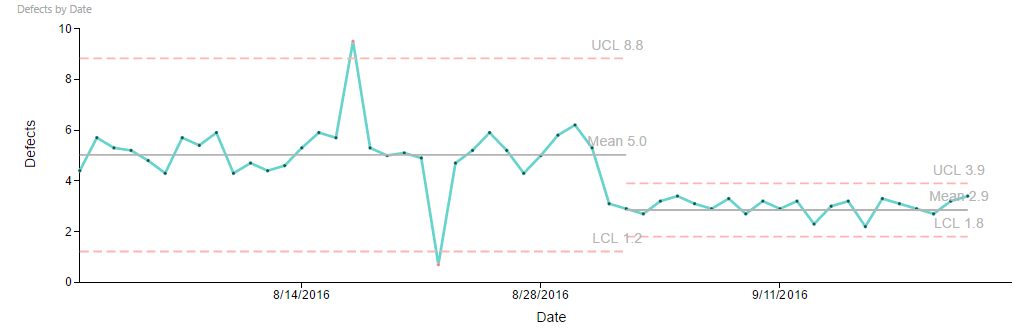 Defects by Date
10
UCL 8.8
8
6
Mean 5.0
Defects
4
UCL 3.9
Mean 2.9
LCL 1.8
2
LCL 1.2
0
8/14/2016
8/28/2016
9/11/2016
Date